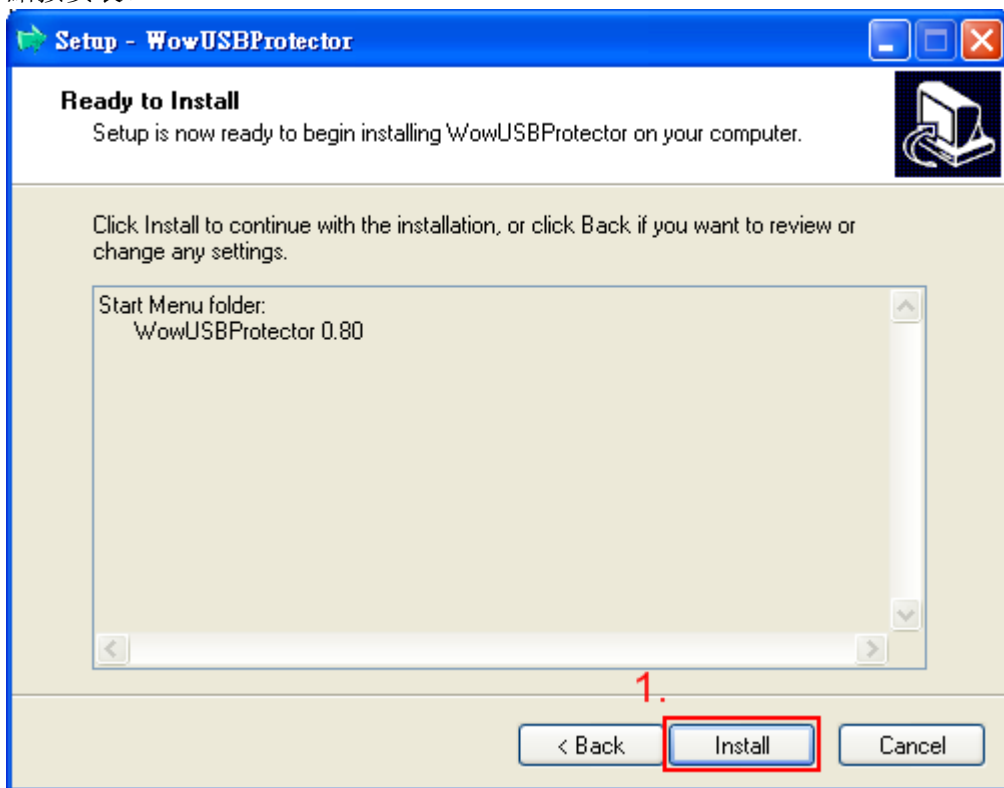 Setup - WowUSBProtector
Ready to Install
Setup is now ready to begin installing WowUSBProtector on your computer.
Click Install to continue with the installation, or click Back if you want to review or
change any settings.
Start Menu folder:
WowUSBProtector 0.80
1.
< Back
Install
Cancel